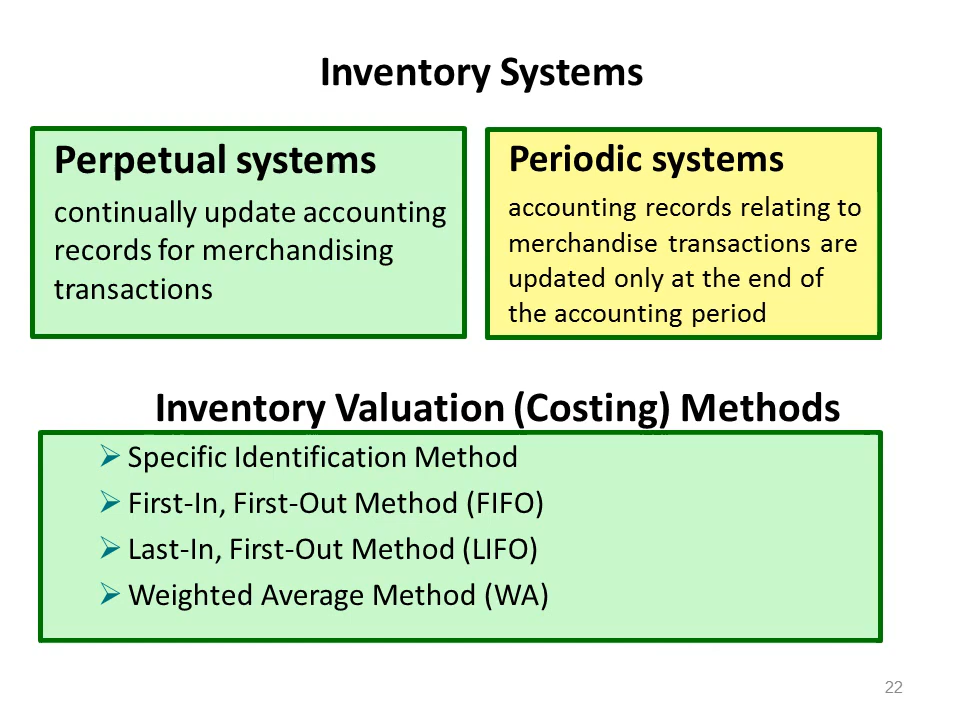 Inventory Systems
Perpetual systems
continually update accounting
records for merchandising
transactions
Periodic systems
accounting records relating to
merchandise transactions are
updated only at the end of
the accounting period
Inventory Valuation (Costing) Methods
Specific Identification Method
First-In, First-Out Method (FIFO)
Last-In, First-Out Method (LIFO)
Weighted Average Method (WA)
22